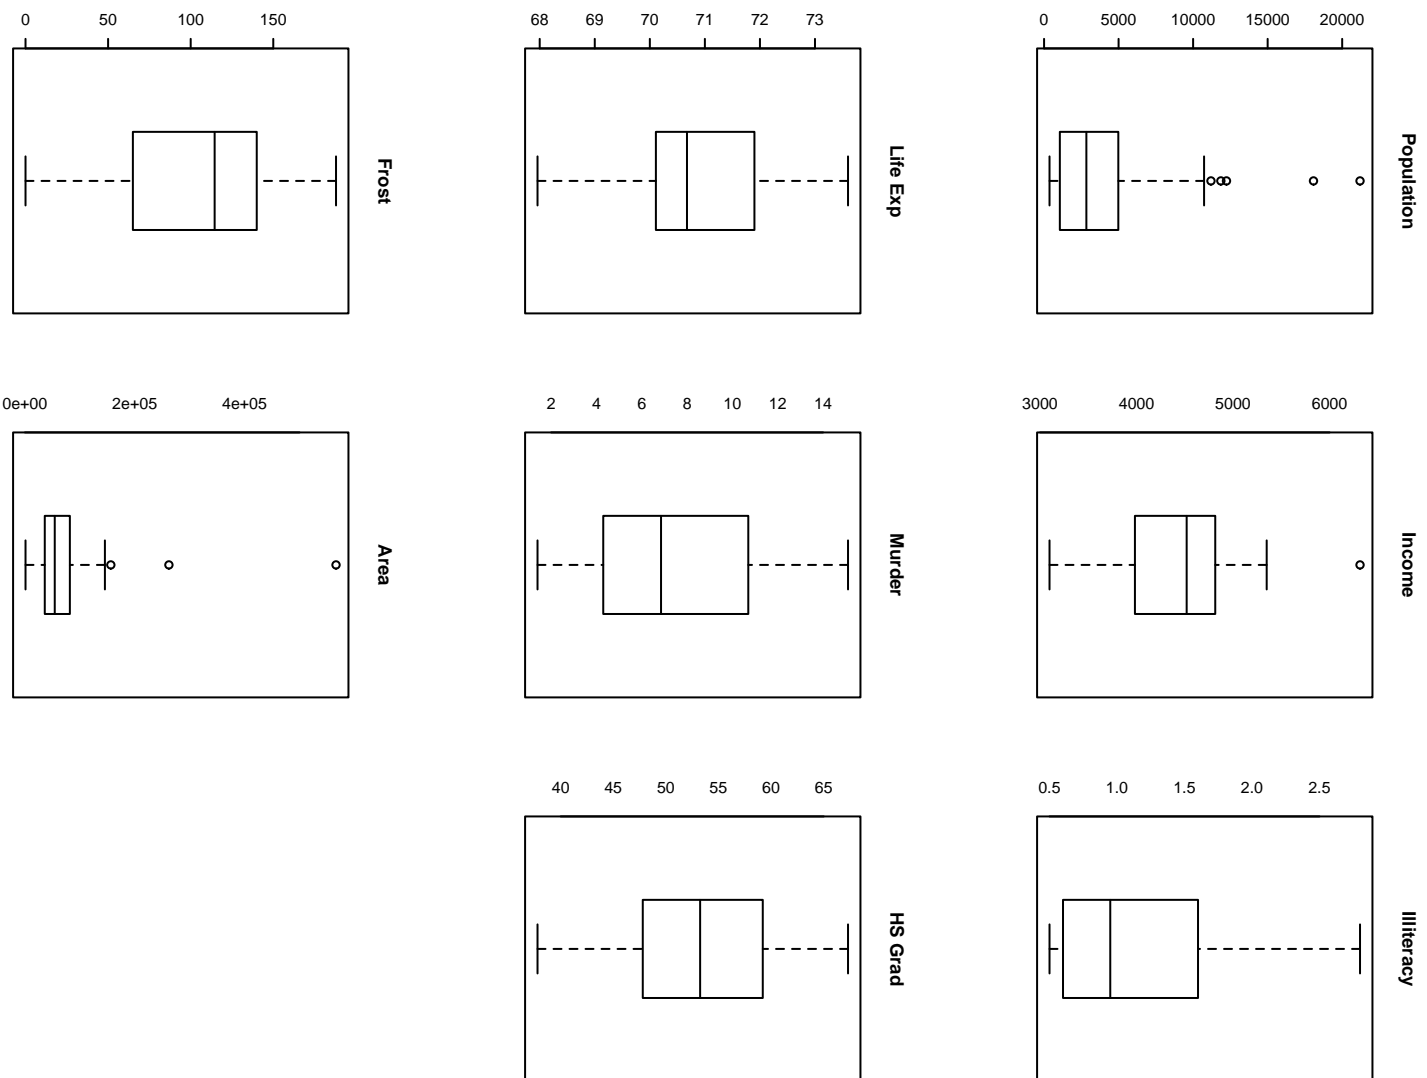 0 50 100 150
Frost
68 69 70 71 72 73
Life Exp
0 5000 10000 15000 20000
Population
0e+00 2e+05 4e+05
Area
2 4 6 8 10 12 14
Murder
3000 4000 5000 6000
Income
40 45 50 55 60 65
HS Grad
0.5 1.0 1.5 2.0 2.5
Illiteracy